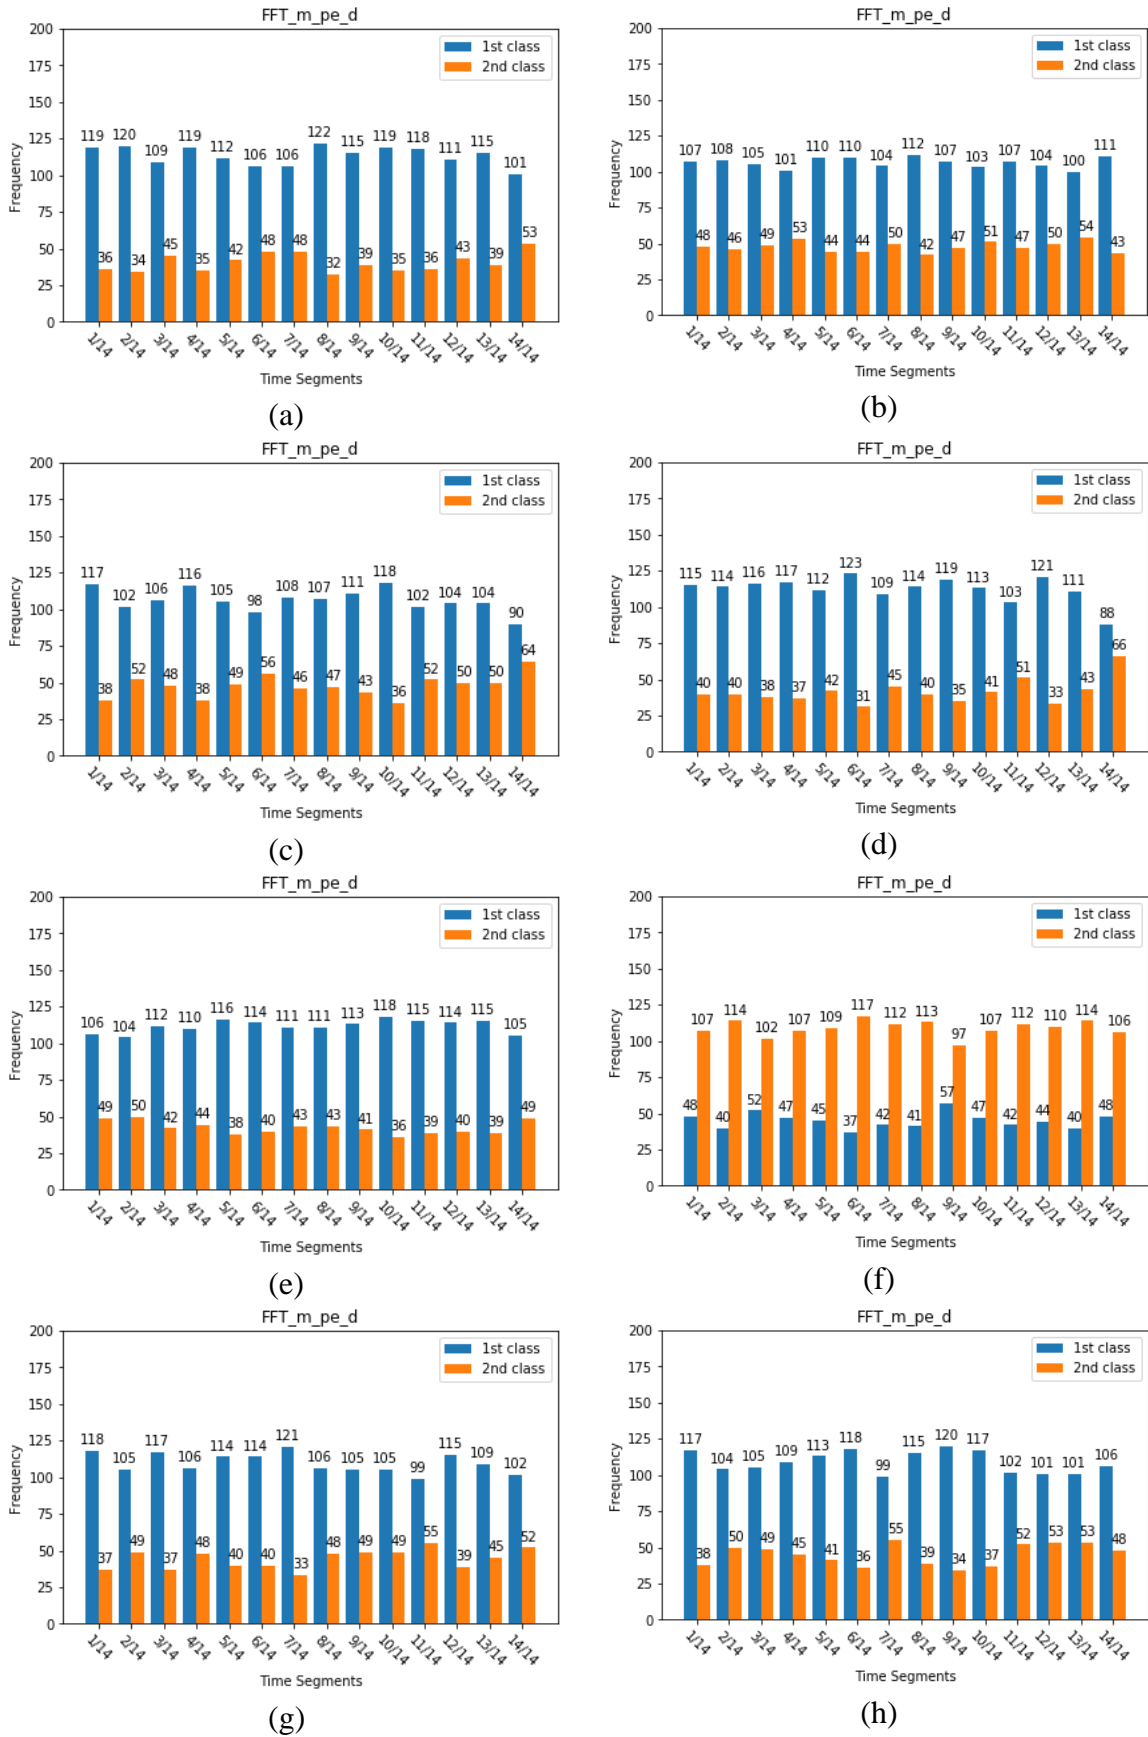 FFT_m_pe_d
200
175
150
125
100
75
50
25
0
Frequency
1st class
2nd class
119 120 109 119 112 106 106 122 115 119 118 111 115 101
36 34 45 35 42 48 48 32 39 35 36 43 39 53
1/14 2/14 3/14 4/14 5/14 6/14 7/14 8/14 9/14 10/14 11/14 12/14 13/14 14/14
Time Segments
(a)
FFT_m_pe_d
200
175
150
125
100
75
50
25
0
Frequency
1st class
2nd class
107 108 105 101 110 110 104 112 107 103 107 104 100 111
48 46 49 53 44 44 50 42 47 51 47 50 54 43
1/14 2/14 3/14 4/14 5/14 6/14 7/14 8/14 9/14 10/14 11/14 12/14 13/14 14/14
Time Segments
(b)
FFT_m_pe_d
200
175
150
125
100
75
50
25
0
Frequency
1st class
2nd class
117 102 106 116 105 98 108 107 111 118 102 104 104 90
38 52 48 38 49 56 46 47 43 36 52 50 50 64
1/14 2/14 3/14 4/14 5/14 6/14 7/14 8/14 9/14 10/14 11/14 12/14 13/14 14/14
Time Segments
(c)
FFT_m_pe_d
200
175
150
125
100
75
50
25
0
Frequency
1st class
2nd class
115 114 116 117 112 123 109 114 119 113 103 121 111 88
40 40 38 37 42 31 45 40 35 41 51 33 43 66
1/14 2/14 3/14 4/14 5/14 6/14 7/14 8/14 9/14 10/14 11/14 12/14 13/14 14/14
Time Segments
(d)
FFT_m_pe_d
200
175
150
125
100
75
50
25
0
Frequency
1st class
2nd class
106 104 112 110 116 114 111 111 113 118 115 114 115 105
49 50 42 44 38 40 43 43 41 36 39 40 39 49
1/14 2/14 3/14 4/14 5/14 6/14 7/14 8/14 9/14 10/14 11/14 12/14 13/14 14/14
Time Segments
(e)
FFT_m_pe_d
200
175
150
125
100
75
50
25
0
Frequency
1st class
2nd class
107 114 102 107 109 117 112 113 97 107 112 110 114 106
48 40 52 47 45 37 42 41 57 47 42 44 40 48
1/14 2/14 3/14 4/14 5/14 6/14 7/14 8/14 9/14 10/14 11/14 12/14 13/14 14/14
Time Segments
(f)
FFT_m_pe_d
200
175
150
125
100
75
50
25
0
Frequency
1st class
2nd class
118 105 117 106 114 114 121 106 105 105 99 115 109 102
37 49 37 48 40 40 33 48 49 49 55 39 45 52
1/14 2/14 3/14 4/14 5/14 6/14 7/14 8/14 9/14 10/14 11/14 12/14 13/14 14/14
Time Segments
(g)
FFT_m_pe_d
200
175
150
125
100
75
50
25
0
Frequency
1st class
2nd class
117 104 105 109 113 118 99 115 120 117 102 101 101 106
38 50 49 45 41 36 55 39 34 37 52 53 53 48
1/14 2/14 3/14 4/14 5/14 6/14 7/14 8/14 9/14 10/14 11/14 12/14 13/14 14/14
Time Segments
(h)